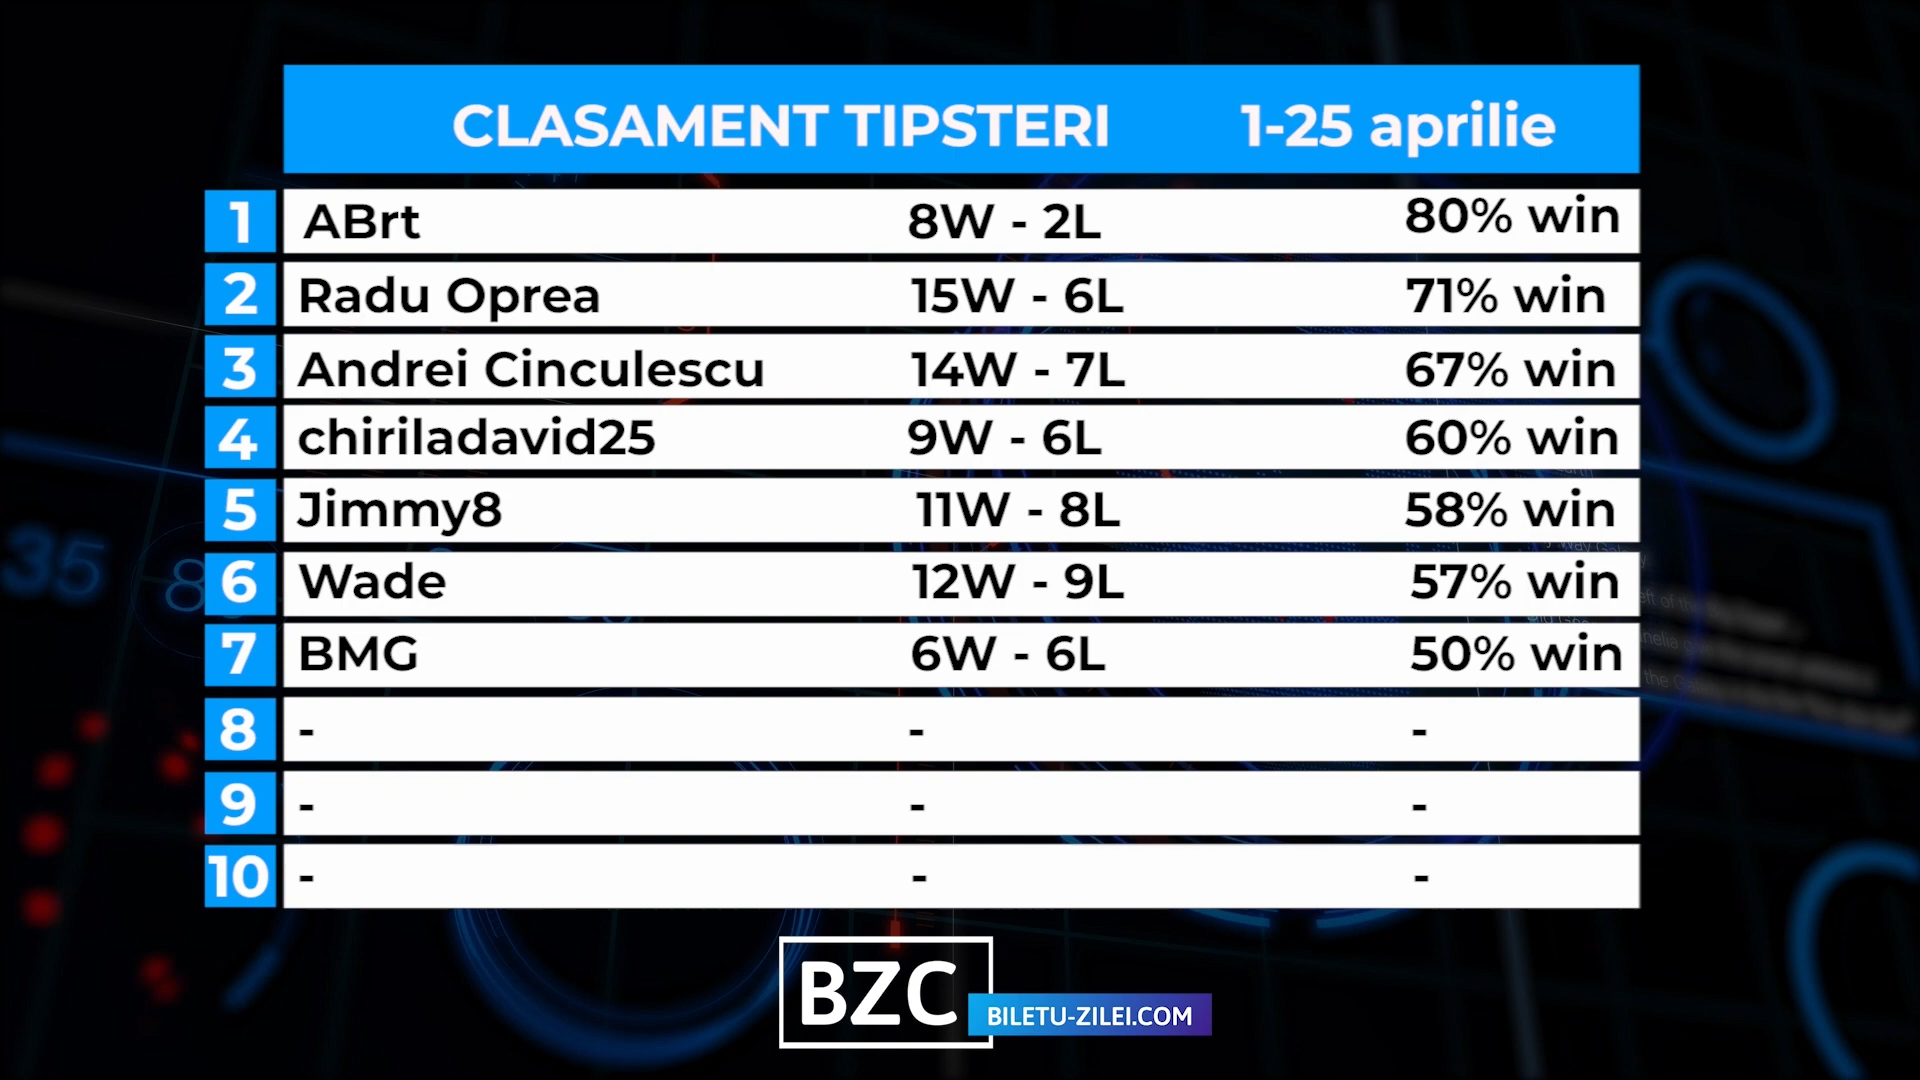 CLASAMENT TIPSTERI 1-25 aprilie
1 ABrt 8W - 2L 80% win
2 Radu Oprea 15W - 6L 71% win
3 Andrei Cinculescu 14W - 7L 67% win
4 chiriladavid25 9W - 6L 60% win
5 Jimmy8 11W - 8L 58% win
6 Wade 12W - 9L 57% win
7 BMG 6W - 6L 50% win
8 - - -
9 - - -
10 - - -
35 8
BZC
BILETU-ZILEI.COM